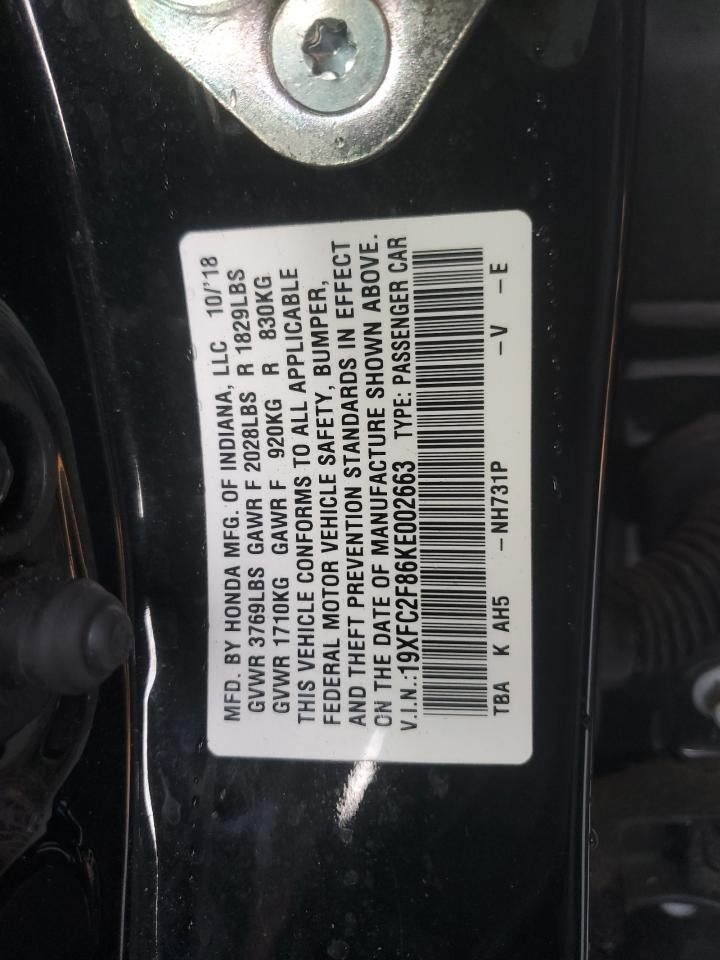 MFD. BY HONDA MFG. OF INDIANA, LLC 10/'18
GVWR 3769LBS GAWR F 2028LBS R 1829LBS
GVWR 1710KG GAWR F 920KG R 830KG
THIS VEHICLE CONFORMS TO ALL APPLICABLE
FEDERAL MOTOR VEHICLE SAFETY, BUMPER,
AND THEFT PREVENTION STANDARDS IN EFFECT
ON THE DATE OF MANUFACTURE SHOWN ABOVE.
V.I.N.:19XFC2F86KE002663 TYPE: PASSENGER CAR
TBA K AH5 -NH731P -V -E